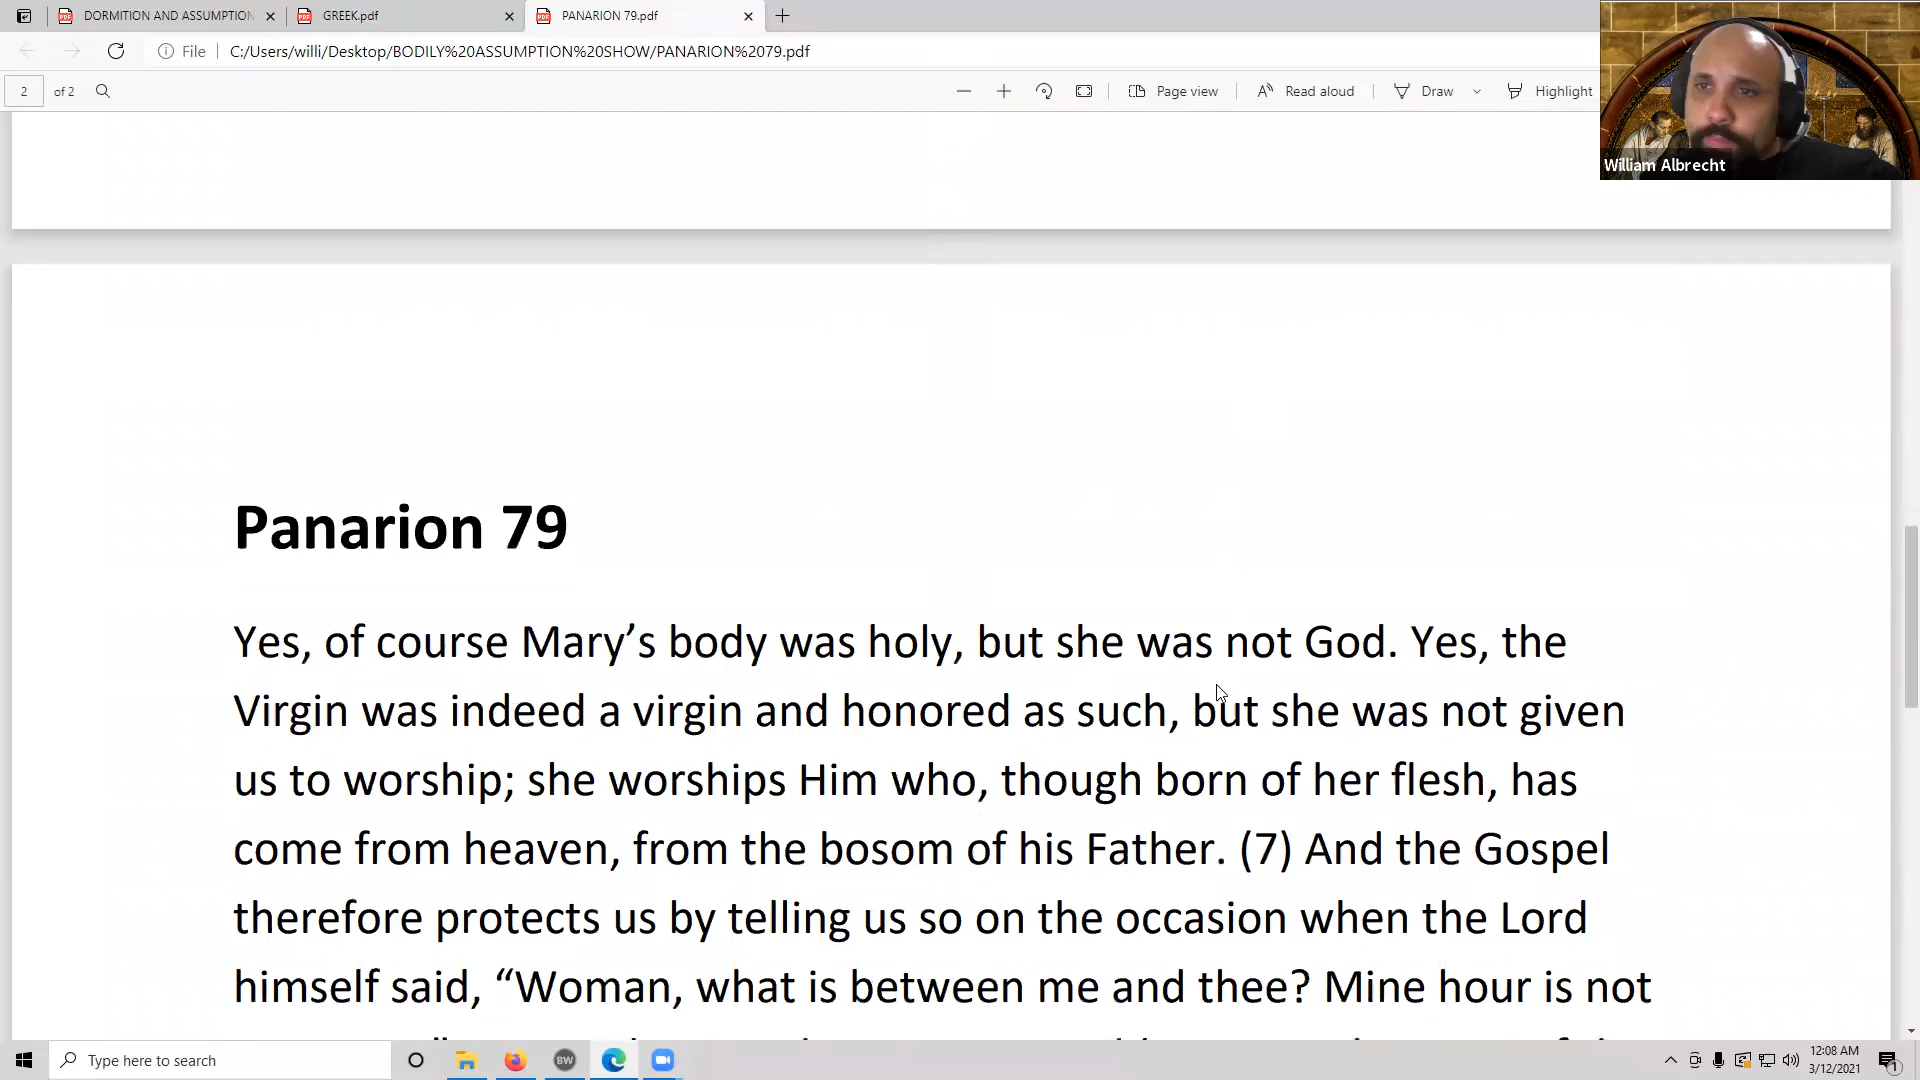 DORMITION AND ASSUMPTION
GREEK.pdf
PANARION 79.pdf
File
C:/Users/willi/Desktop/BODILY%20ASSUMPTION%20SHOW/PANARION%2079.pdf
2 of 2
Page view
Read aloud
Draw
Highlight
William Albrecht
Panarion 79
Yes, of course Mary’s body was holy, but she was not God. Yes, the
Virgin was indeed a virgin and honored as such, but she was not given
us to worship; she worships Him who, though born of her flesh, has
come from heaven, from the bosom of his Father. (7) And the Gospel
therefore protects us by telling us so on the occasion when the Lord
himself said, “Woman, what is between me and thee? Mine hour is not
Type here to search
BW
12:08 AM
3/12/2021
1